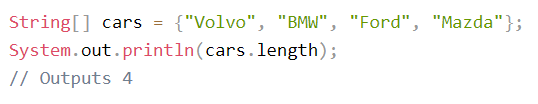 String[] cars = {"Volvo", "BMW", "Ford", "Mazda"};
System.out.println(cars.length);
// Outputs 4